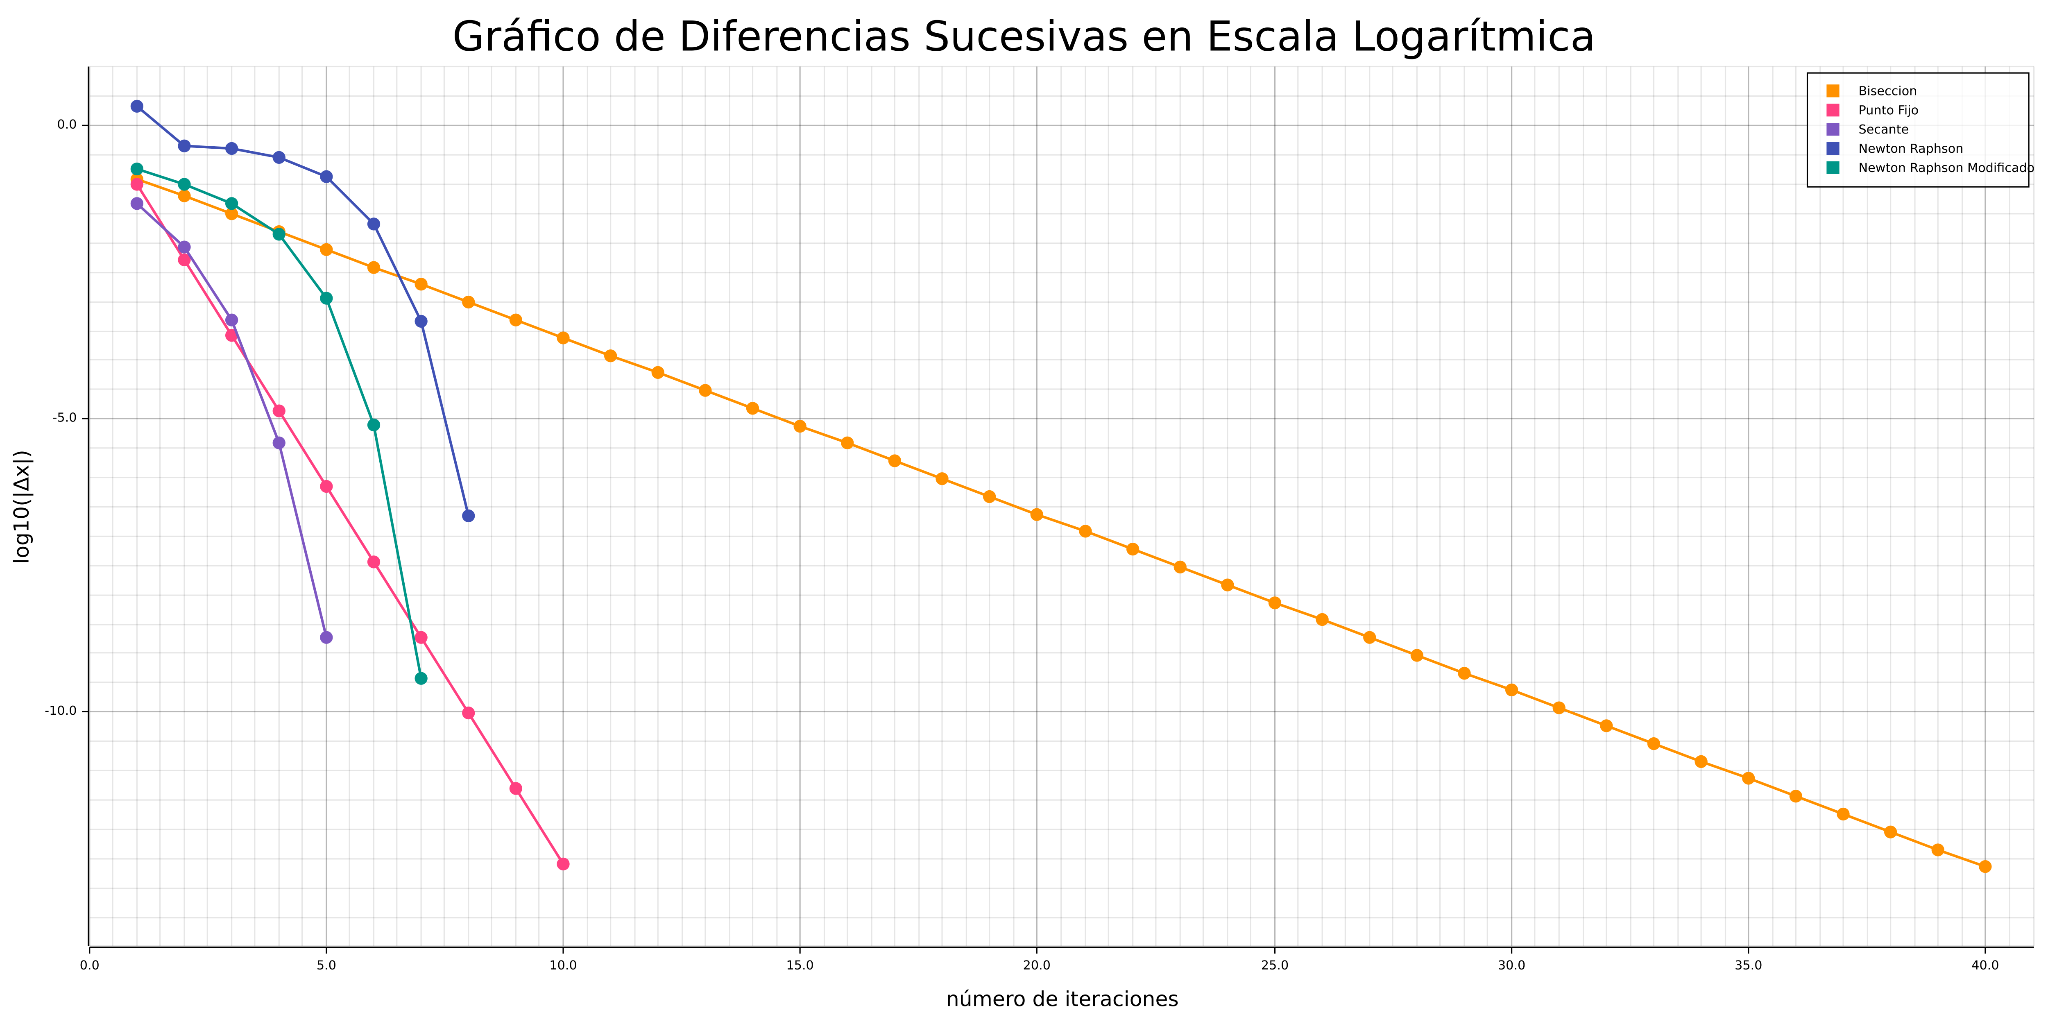 Gráfico de Diferencias Sucesivas en Escala Logarítmica
Biseccion
Punto Fijo
Secante
Newton Raphson
Newton Raphson Modificado
0.0
-5.0
-10.0
log10(|Δx|)
0.0 5.0 10.0 15.0 20.0 25.0 30.0 35.0 40.0
número de iteraciones